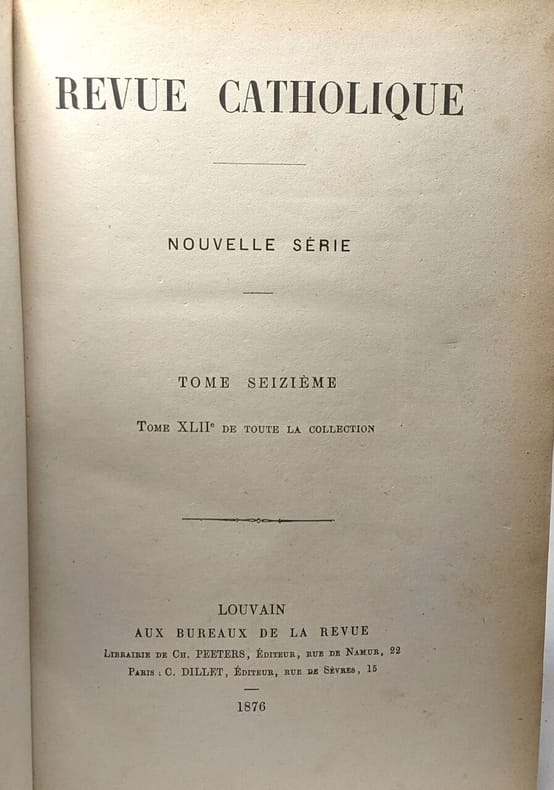 REVUE CATHOLIQUE
NOUVELLE SÉRIE
TOME SEIZIÈME
Tome XLIIe de toute la collection
LOUVAIN
AUX BUREAUX DE LA REVUE
Librairie de Ch. PEETERS, Éditeur, rue de Namur, 22
Paris : C. DILLET, Éditeur, rue de Sèvres, 15
1876